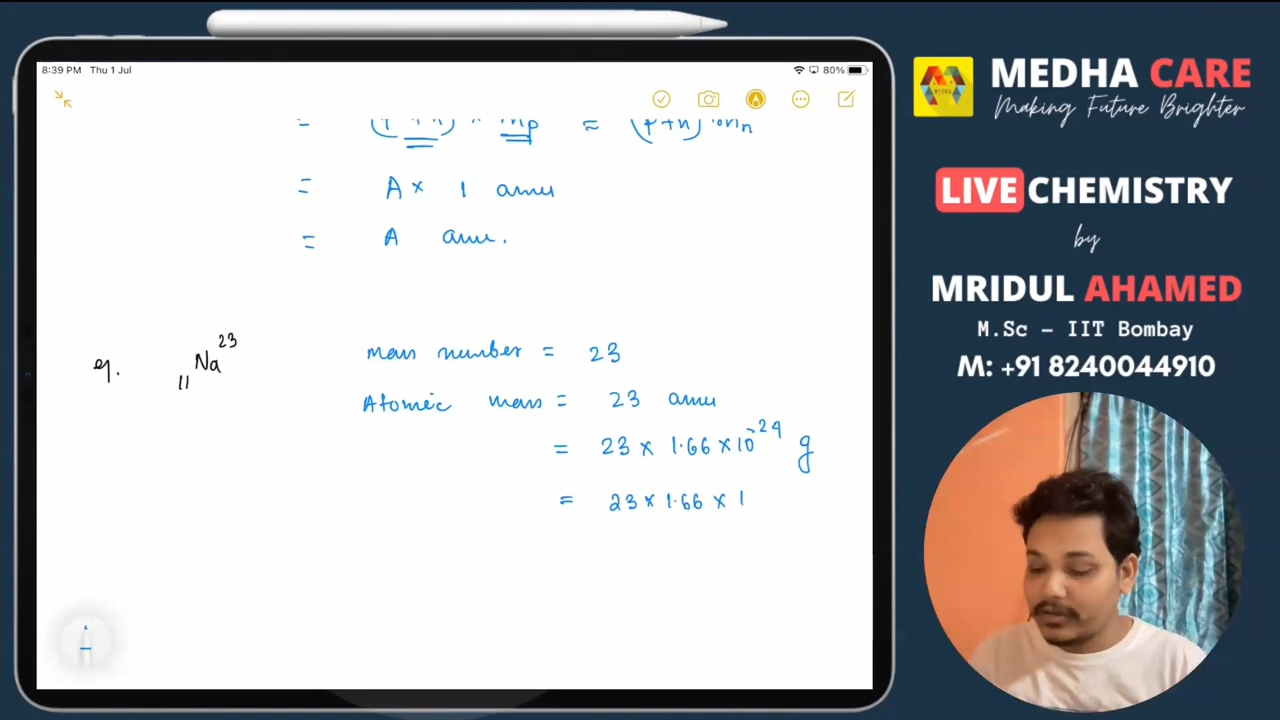 8:39 PM Thu 1 Jul
80%
= (p+n) × mp ≈ (p+n) × mn
= A × 1 amu
= A amu.
eg. 11Na²³
Mass number = 23
Atomic mass = 23 amu
= 23 × 1.66 × 10⁻²⁴ g
= 23 × 1.66 × 1
MEDHA CARE
Making Future Brighter
LIVE CHEMISTRY
by
MRIDUL AHAMED
M.Sc – IIT Bombay
M: +91 8240044910